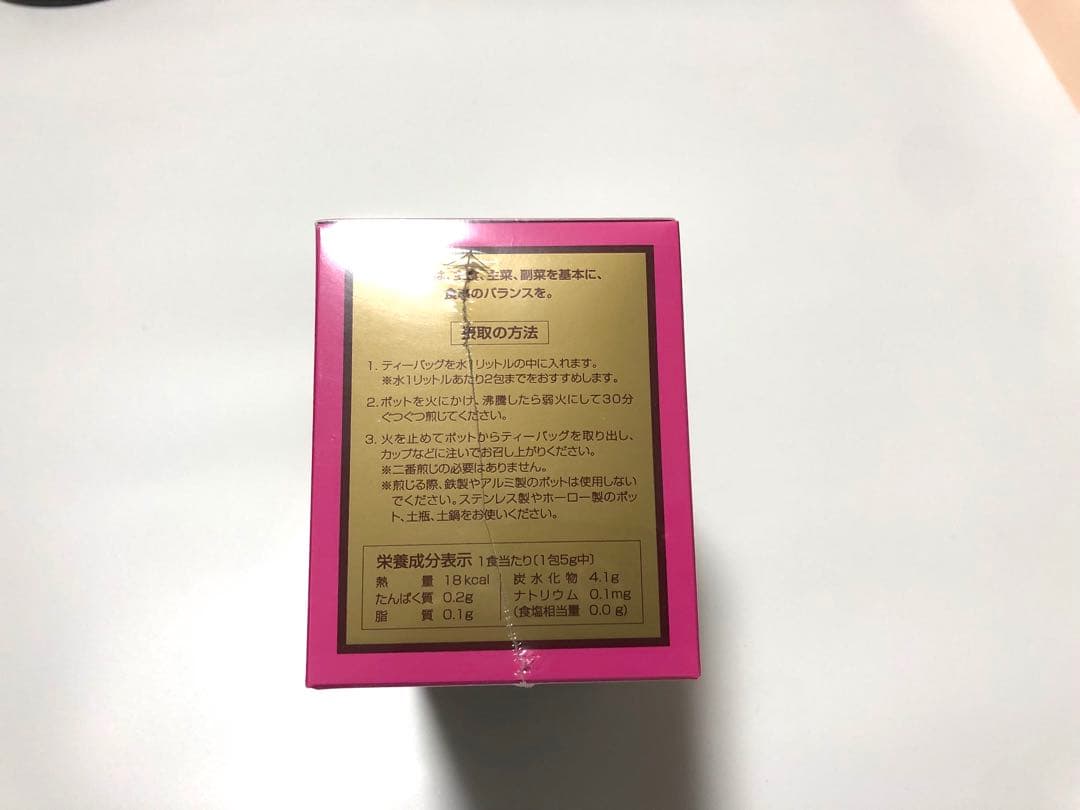 は、主食、主菜、副菜を基本に、
食事のバランスを。
摂取の方法
1. ティーバッグを水1リットルの中に入れます。
※水1リットルあたり2包までをおすすめします。
2. ポットを火にかけ、沸騰したら弱火にして30分
ぐつぐつ煎じてください。
3. 火を止めてポットからティーバッグを取り出し、
カップなどに注いでお召し上がりください。
※二番煎じの必要はありません。
※煎じる際、鉄製やアルミ製のポットは使用しない
でください。ステンレス製やホーロー製のポッ
ト、土瓶、土鍋をお使いください。
栄養成分表示 1食当たり〔1包5g中〕
熱量 18kcal 炭水化物 4.1g
たんぱく質 0.2g ナトリウム 0.1mg
脂質 0.1g (食塩相当量 0.0g)